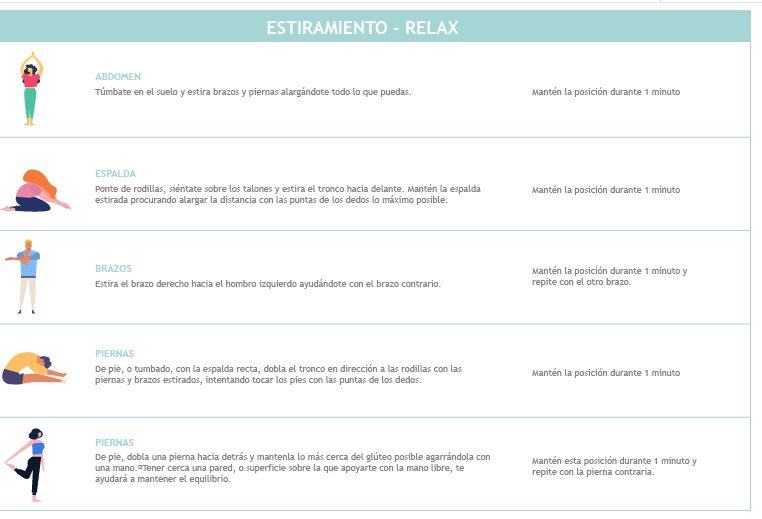 ESTIRAMIENTO - RELAX
ABDOMEN
Túmbate en el suelo y estira brazos y piernas alargándote todo lo que puedas.
Mantén la posición durante 1 minuto
ESPALDA
Ponte de rodillas, siéntate sobre los talones y estira el tronco hacia delante. Mantén la espalda
estirada procurando alargar la distancia con las puntas de los dedos lo máximo posible.
Mantén la posición durante 1 minuto
BRAZOS
Estira el brazo derecho hacia el hombro izquierdo ayudándote con el brazo contrario.
Mantén la posición durante 1 minuto y
repite con el otro brazo.
PIERNAS
De pie, o tumbado, con la espalda recta, dobla el tronco en dirección a las rodillas con las
piernas y brazos estirados, intentando tocar los pies con las puntas de los dedos.
Mantén la posición durante 1 minuto
PIERNAS
De pie, dobla una pierna hacia detrás y mantenla lo más cerca del glúteo posible agarrándola con
una mano.¤Tener cerca una pared, o superficie sobre la que apoyarte con la mano libre, te
ayudará a mantener el equilibrio.
Mantén esta posición durante 1 minuto y
repite con la pierna contraria.